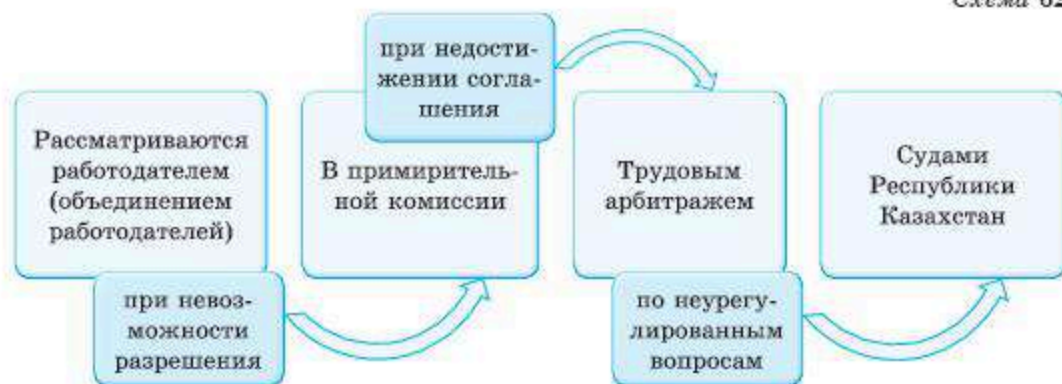 Схема 62
Рассматриваются
работодателем
(объединением
работодателей)
при невоз-
можности
разрешения
В примиритель-
ной комиссии
при недости-
жении согла-
шения
Трудовым
арбитражем
по неурегу-
лированным
вопросам
Судами
Республики
Казахстан